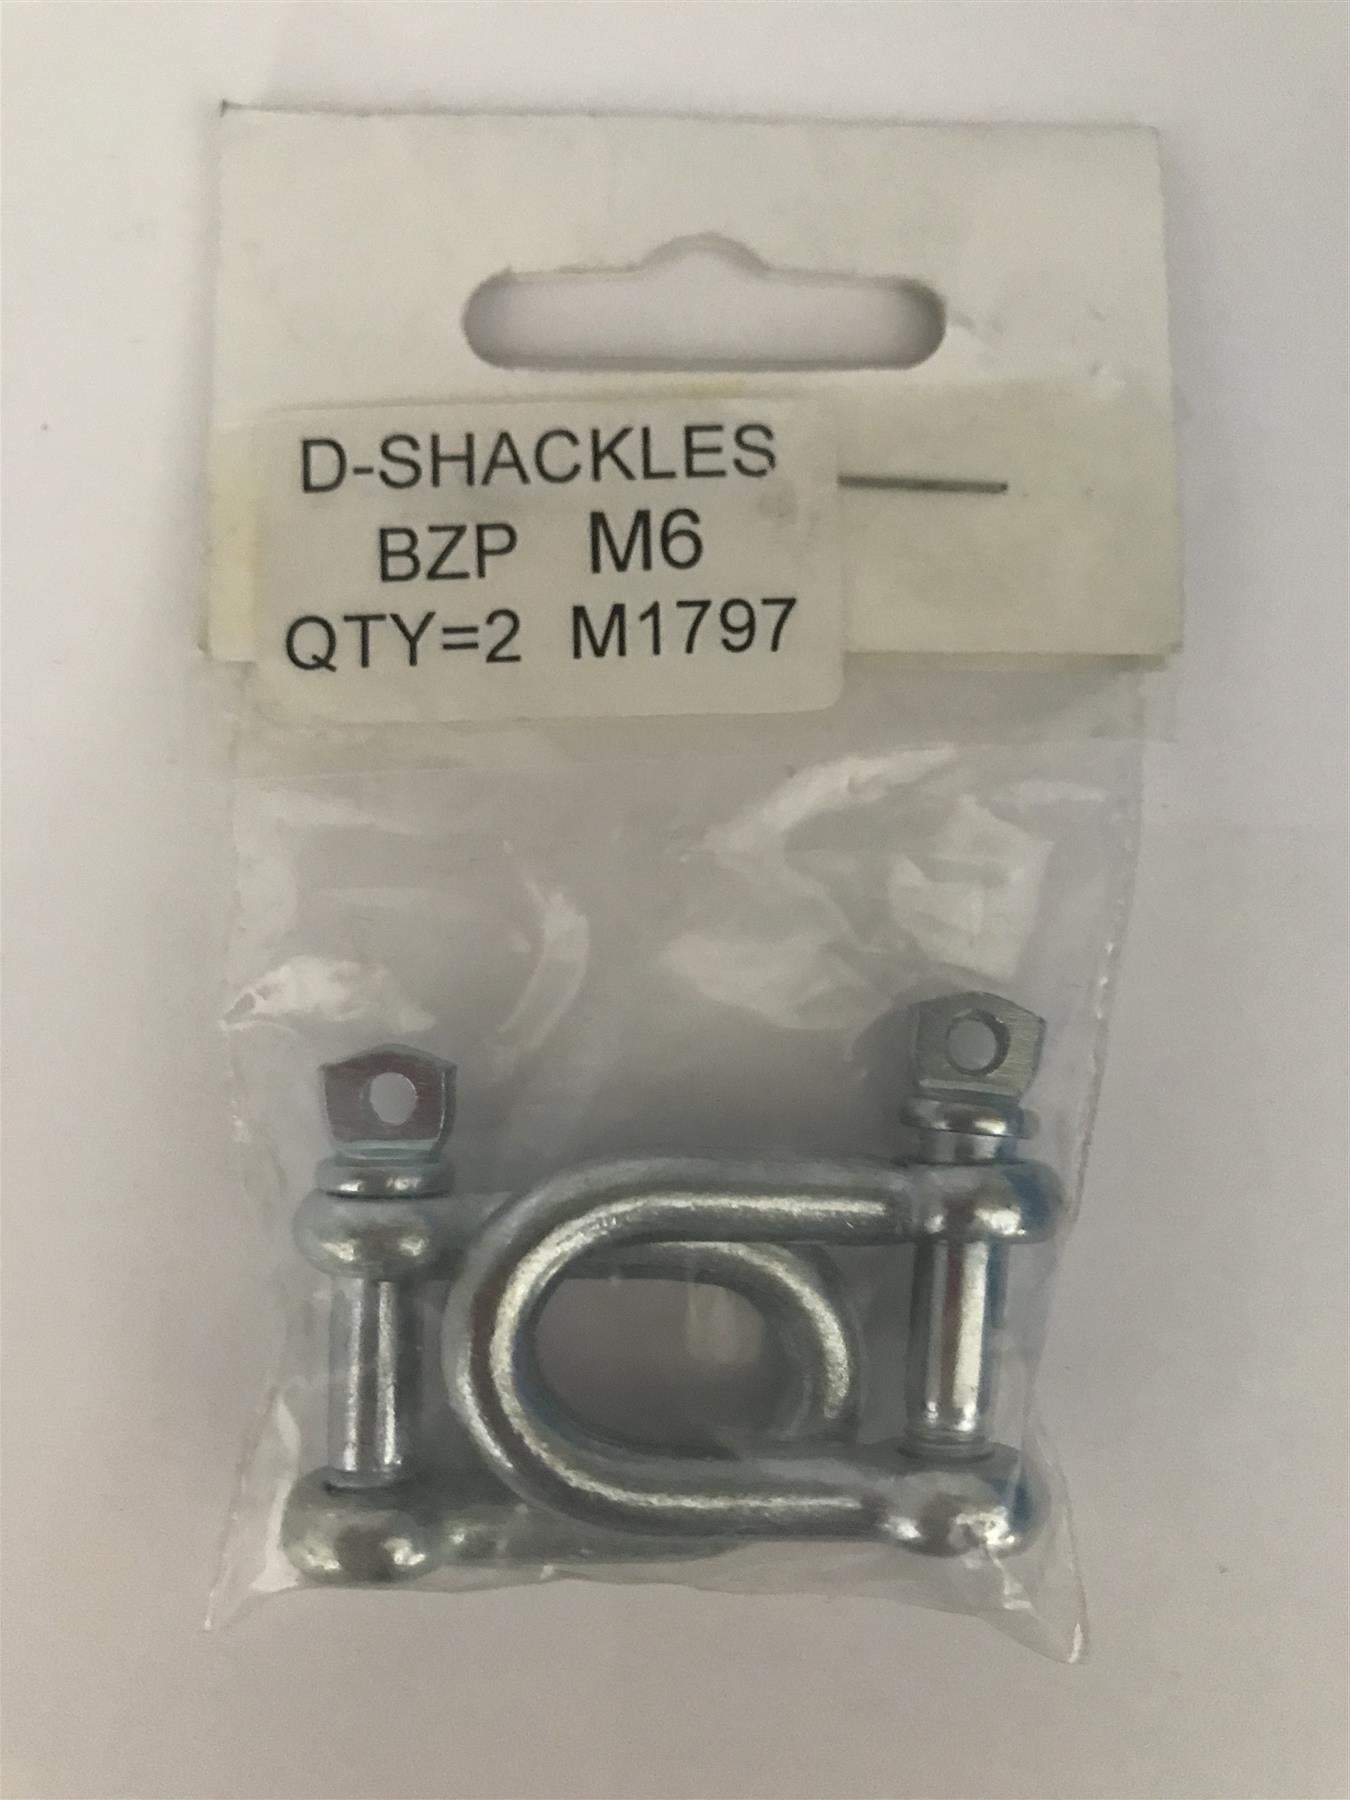 D-SHACKLES
BZP M6
QTY=2 M1797